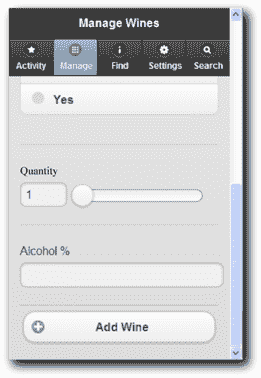 Manage Wines
Activity Manage Find Settings Search
Yes
Quantity
1
Alcohol %
Add Wine